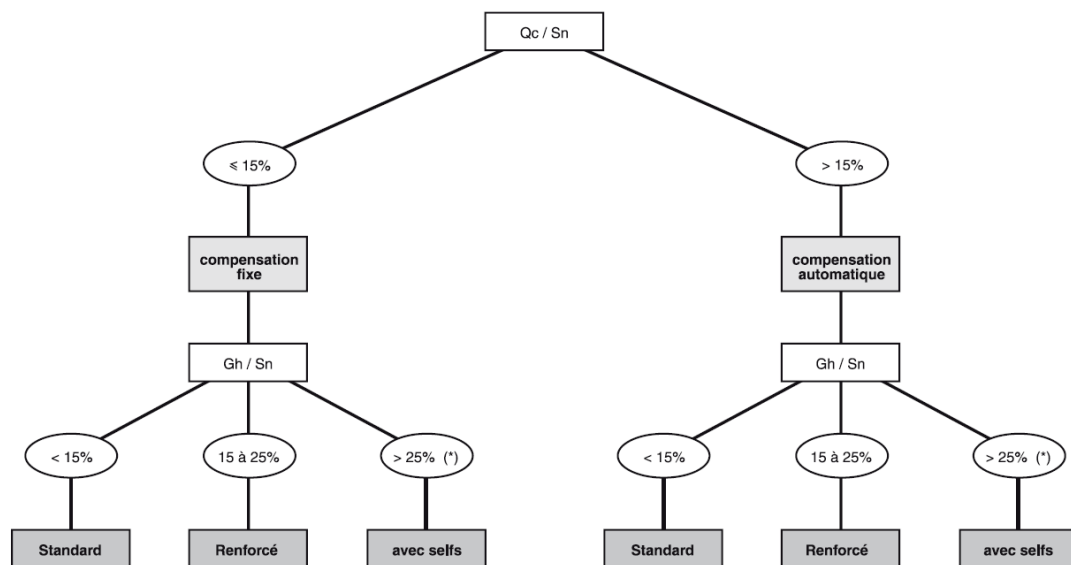 Qc / Sn
⩽ 15%
> 15%
compensation
fixe
compensation
automatique
Gh / Sn
Gh / Sn
< 15%
15 à 25%
> 25% (*)
< 15%
15 à 25%
> 25% (*)
Standard
Renforcé
avec selfs
Standard
Renforcé
avec selfs